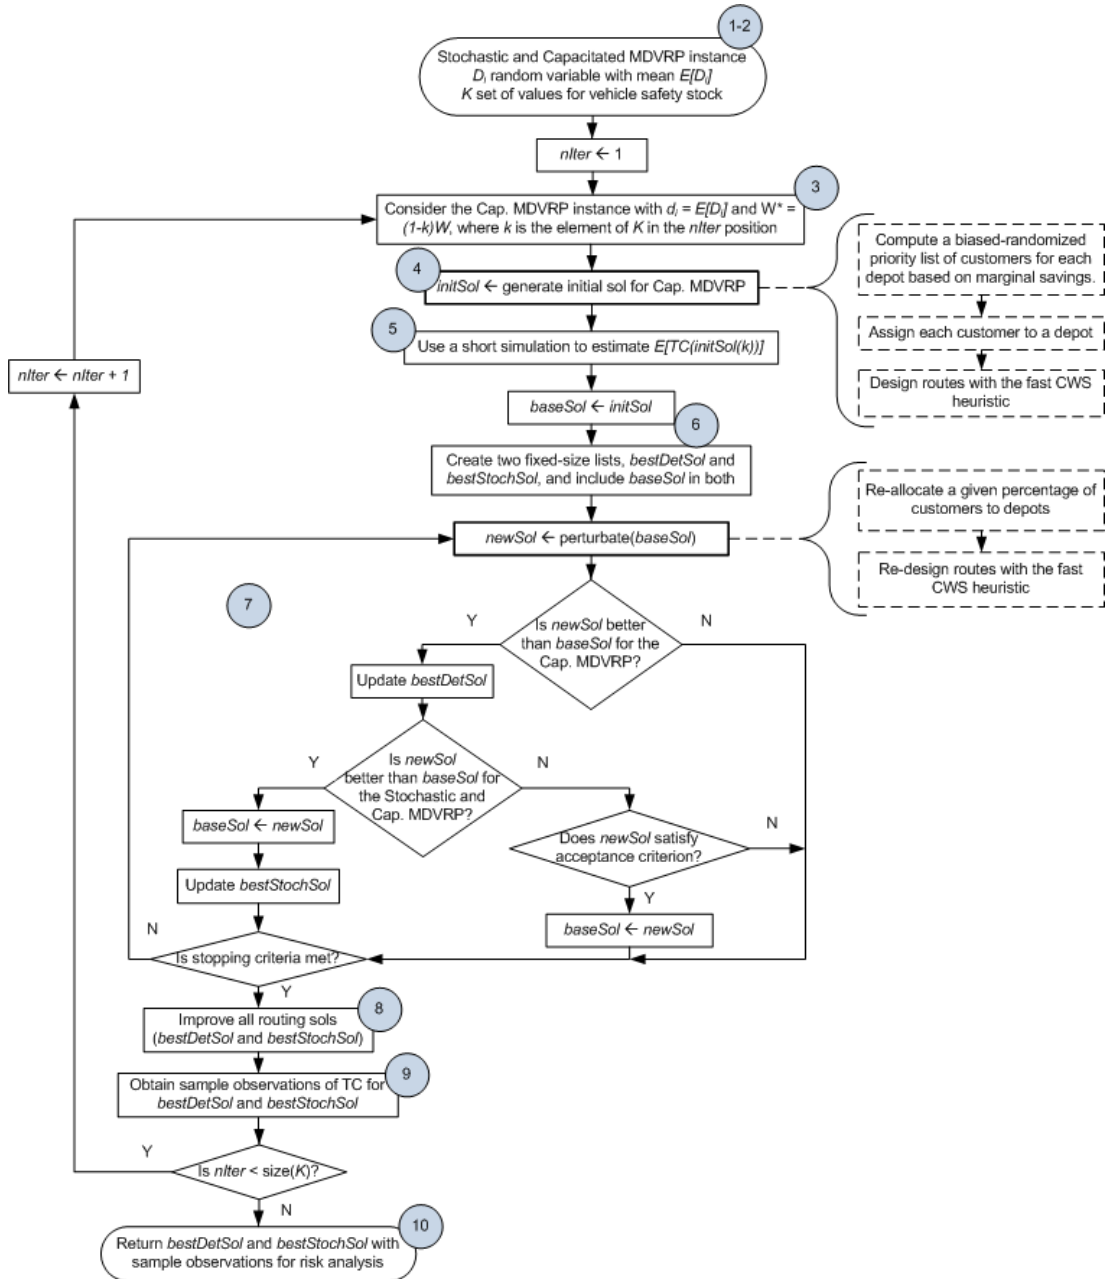 1-2
Stochastic and Capacitated MDVRP instance
Di random variable with mean E[Di]
K set of values for vehicle safety stock
nIter ← 1
3
Consider the Cap. MDVRP instance with di = E[Di] and W* =
(1-k)W, where k is the element of K in the nIter position
4
initSol ← generate initial sol for Cap. MDVRP
Compute a biased-randomized
priority list of customers for each
depot based on marginal savings.
Assign each customer to a depot
Design routes with the fast CWS
heuristic
5
Use a short simulation to estimate E[TC(initSol(k))]
nIter ← nIter + 1
baseSol ← initSol
6
Create two fixed-size lists, bestDetSol and
bestStochSol, and include baseSol in both
newSol ← perturbate(baseSol)
Re-allocate a given percentage of
customers to depots
Re-design routes with the fast
CWS heuristic
7
Y
Is newSol better
than baseSol for the
Cap. MDVRP?
N
Update bestDetSol
Y
Is newSol
better than baseSol for
the Stochastic and
Cap. MDVRP?
N
baseSol ← newSol
Does newSol satisfy
acceptance criterion?
N
Update bestStochSol
Y
baseSol ← newSol
N
Is stopping criteria met?
Y
8
Improve all routing sols
(bestDetSol and bestStochSol)
9
Obtain sample observations of TC for
bestDetSol and bestStochSol
Y
Is nIter < size(K)?
N
10
Return bestDetSol and bestStochSol with
sample observations for risk analysis